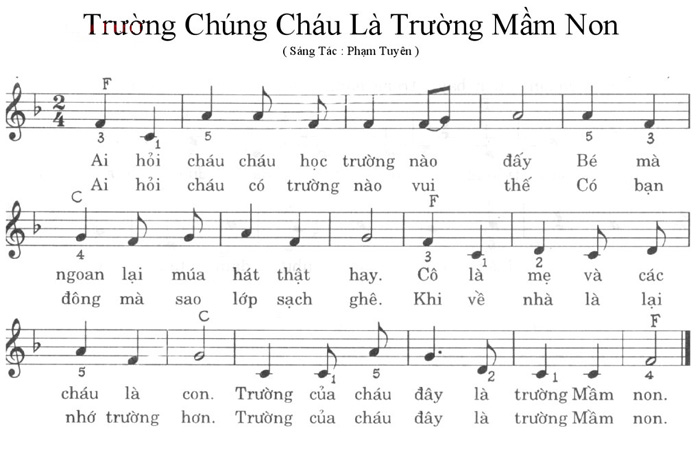 Trường Chúng Cháu Là Trường Mầm Non
( Sáng Tác : Phạm Tuyên )
F
2
4
3 1 5 5 3
Ai hỏi cháu cháu học trường nào đấy Bé mà
Ai hỏi cháu có trường nào vui thế Có bạn
C F
4 3 1 2
ngoan lại múa hát thật hay. Cô là mẹ và các
đông mà sao lớp sạch ghê. Khi về nhà là lại
C F
5 1 5 2 1 4
cháu là con. Trường của cháu đây là trường Mầm non.
nhớ trường hơn. Trường của cháu đây là trường Mầm non.